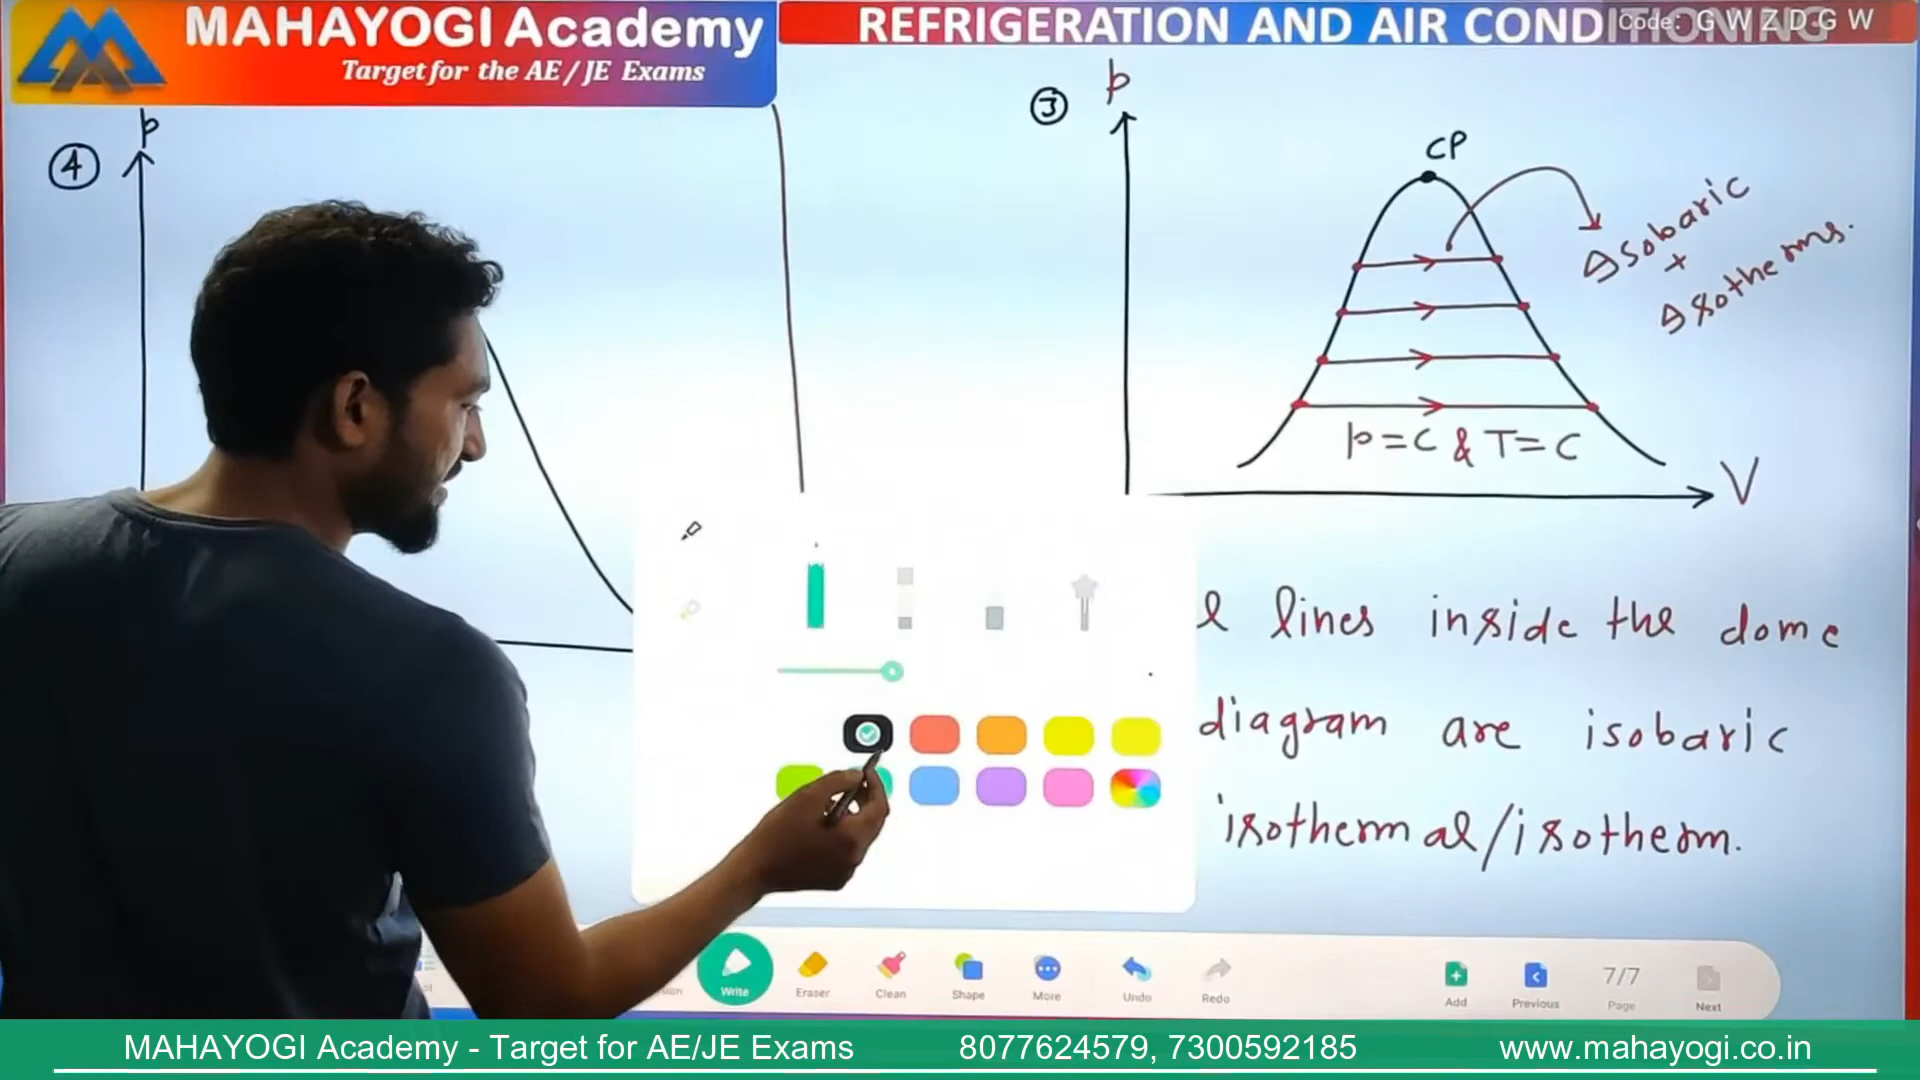 MAHAYOGI Academy
Target for the AE / JE Exams
REFRIGERATION AND AIR CONDITIONING
Code: G W Z D G W
4
p
3
p
CP
Isobaric
+
Isotherms.
p = C & T = C
V
l lines inside the dome
diagram are isobaric
isothermal/isotherm.
Write
Eraser
Clean
Shape
More
Undo
Redo
Add
Previous
7/7
Page
Next
MAHAYOGI Academy - Target for AE/JE Exams
8077624579, 7300592185
www.mahayogi.co.in